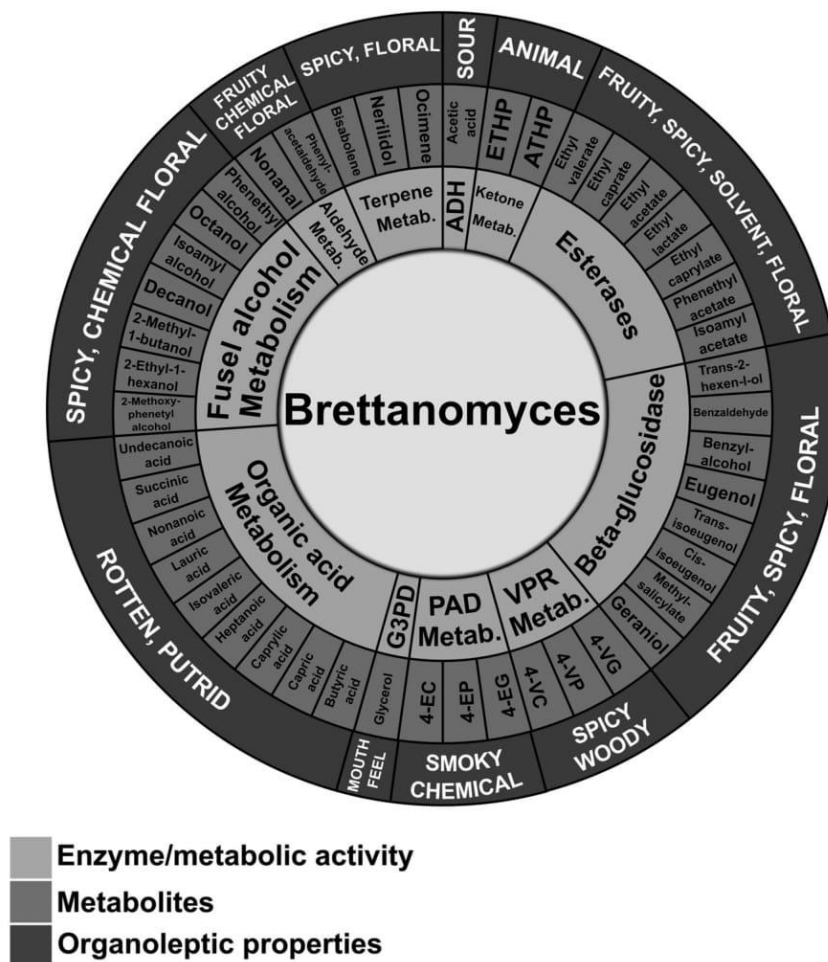 Brettanomyces
Terpene
Metab.
ADH
Ketone
Metab.
Esterases
Beta-glucosidase
VPR
Metab.
PAD
Metab.
G3PD
Organic acid
Metabolism
Fusel alcohol
Metabolism
Aldehyde
Metab.
Bisabolene
Nerilidol
Ocimene
Acetic
acid
ETHP
ATHP
Ethyl
valerate
Ethyl
caprate
Ethyl
acetate
Ethyl
lactate
Ethyl
caprylate
Phenethyl
acetate
Isoamyl
acetate
Trans-2-
hexen-l-ol
Benzaldehyde
Benzyl-
alcohol
Eugenol
Trans-
isoeugenol
Cis-
isoeugenol
Methyl-
salicylate
Geraniol
4-VG
4-VP
4-VC
4-EG
4-EP
4-EC
Glycerol
Butyric
acid
Capric
acid
Caprylic
acid
Heptanoic
acid
Isovaleric
acid
Lauric
acid
Nonanoic
acid
Succinic
acid
Undecanoic
acid
2-Methoxy-
phenetyl
alcohol
2-Ethyl-1-
hexanol
2-Methyl-
1-butanol
Decanol
Isoamyl
alcohol
Octanol
Phenethyl
alcohol
Nonanal
Phenyl-
acetaldehyde
SPICY, FLORAL
SOUR
ANIMAL
FRUITY, SPICY, SOLVENT, FLORAL
FRUITY, SPICY, FLORAL
SPICY
WOODY
SMOKY
CHEMICAL
MOUTH
FEEL
ROTTEN, PUTRID
SPICY, CHEMICAL FLORAL
FRUITY
CHEMICAL
FLORAL
Enzyme/metabolic activity
Metabolites
Organoleptic properties